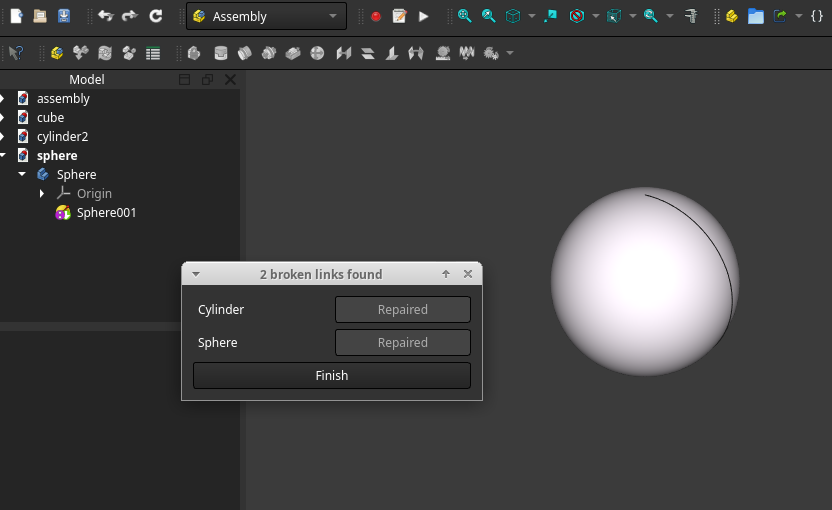 Assembly
Model
assembly
cube
cylinder2
sphere
Sphere
Origin
Sphere001
2 broken links found
Cylinder Repaired
Sphere Repaired
Finish